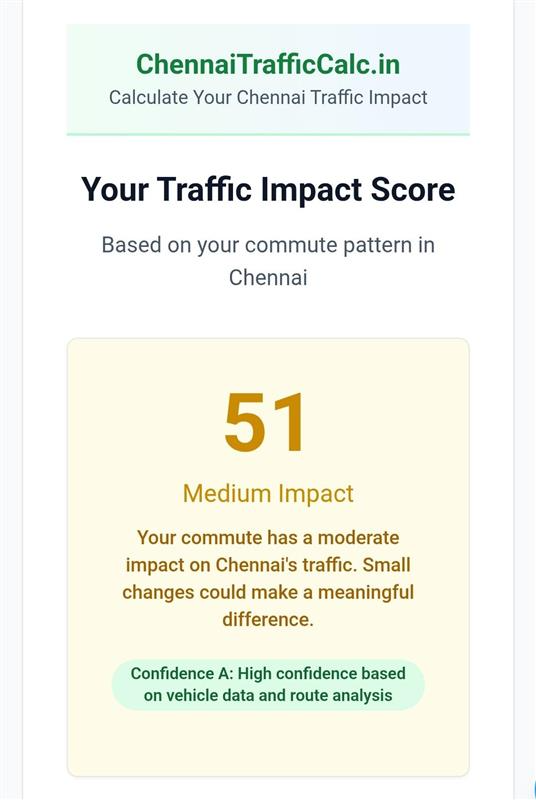 ChennaiTrafficCalc.in
Calculate Your Chennai Traffic Impact
Your Traffic Impact Score
Based on your commute pattern in
Chennai
51
Medium Impact
Your commute has a moderate
impact on Chennai's traffic. Small
changes could make a meaningful
difference.
Confidence A: High confidence based
on vehicle data and route analysis